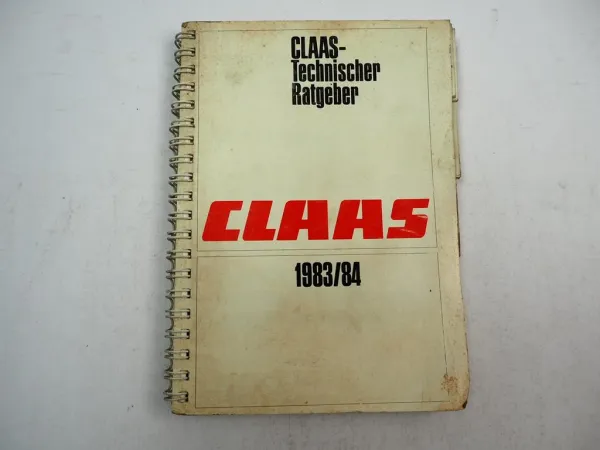 CLAAS-
Technischer
Ratgeber
CLAAS
1983/84